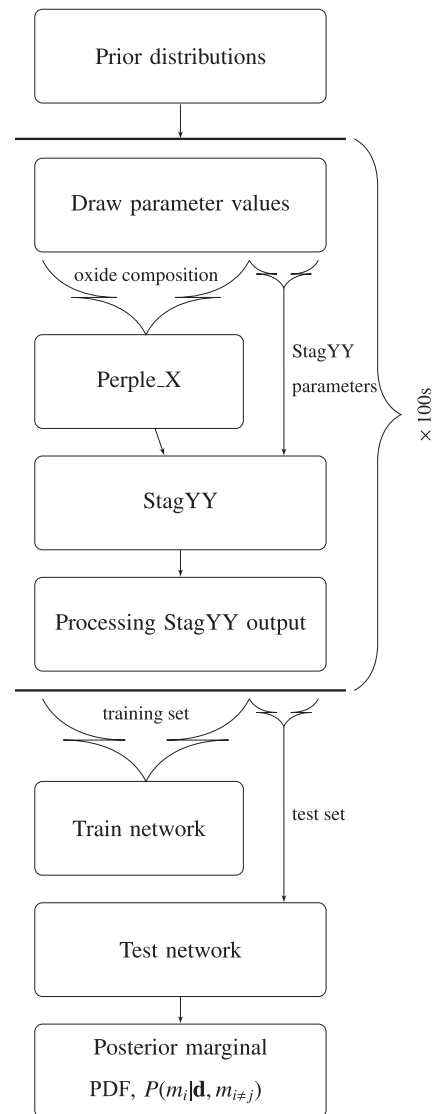 Prior distributions
Draw parameter values
oxide composition
StagYY
parameters
Perple_X
× 100s
StagYY
Processing StagYY output
training set
Train network
test set
Test network
Posterior marginal
PDF, P(mᵢ|d, mᵢ≠ⱼ)